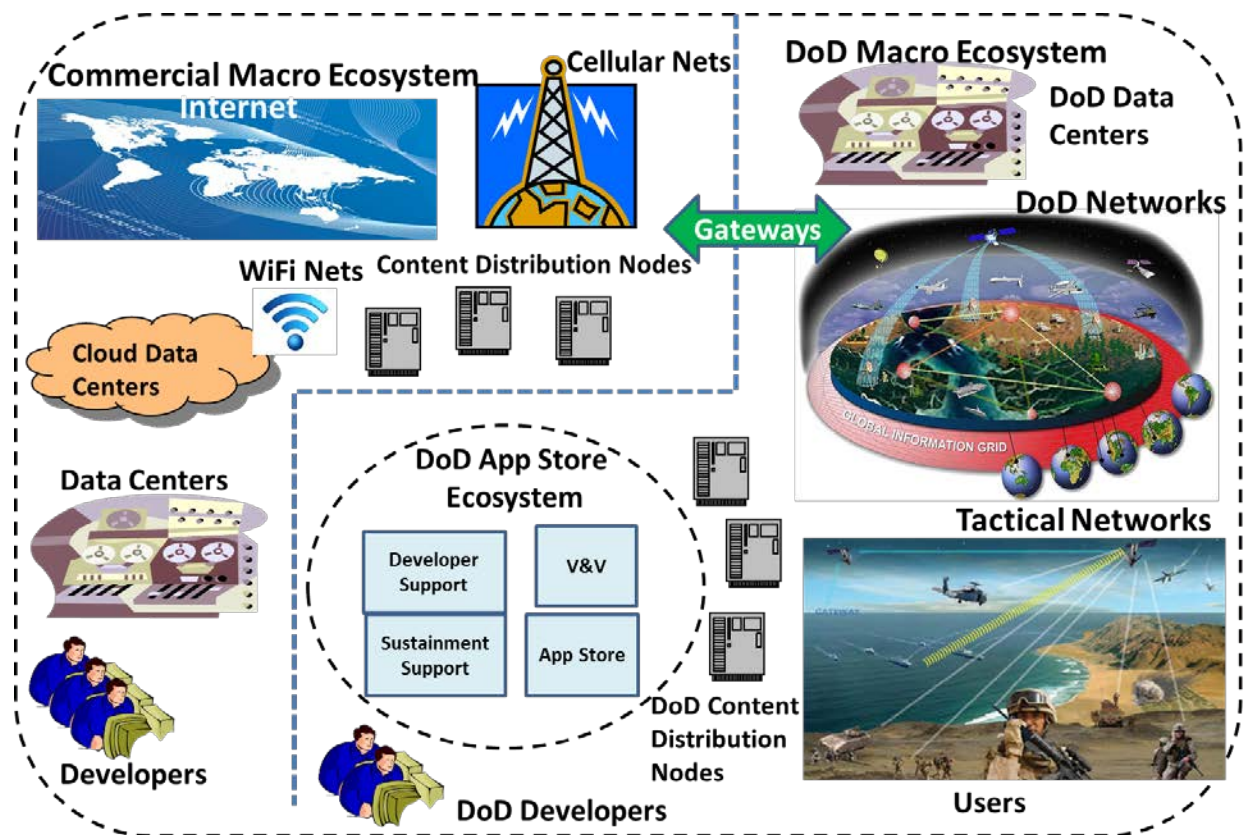 Commercial Macro Ecosystem
Internet
Cellular Nets
DoD Macro Ecosystem
DoD Data
Centers
DoD Networks
Gateways
WiFi Nets
Content Distribution Nodes
Cloud Data
Centers
GLOBAL INFORMATION GRID
DoD App Store
Ecosystem
Data Centers
Developer
Support
V&V
Sustainment
Support
App Store
Tactical Networks
GATEWAY
DoD Content
Distribution
Nodes
Developers
DoD Developers
Users